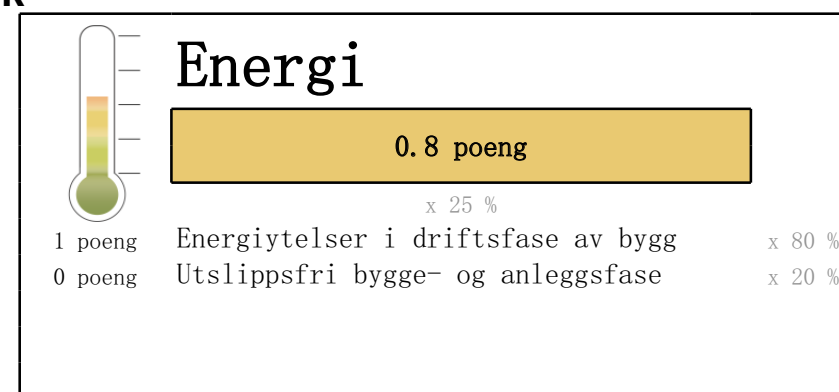 Energi
0.8 poeng
x 25 %
1 poeng Energiytelser i driftsfase av bygg x 80 %
0 poeng Utslippsfri bygge- og anleggsfase x 20 %